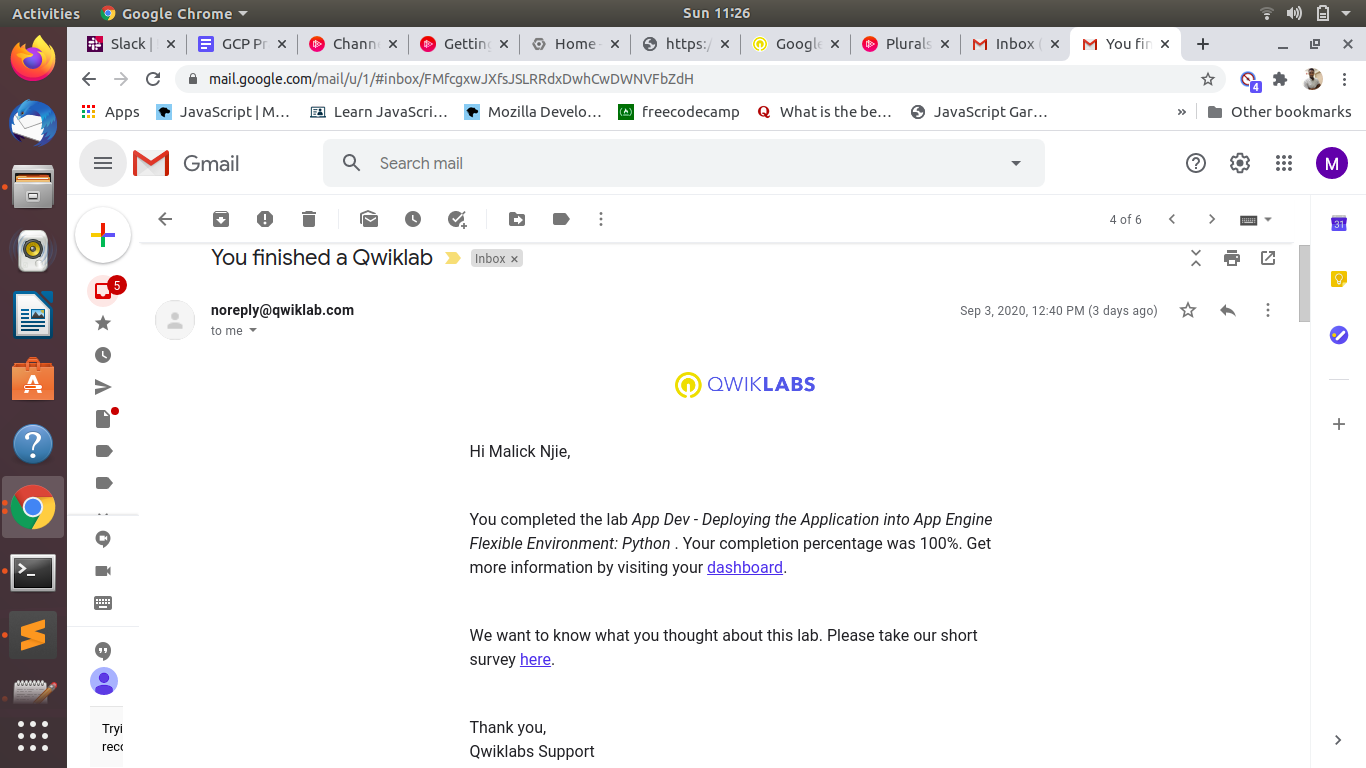 Activities Google Chrome Sun 11:26
Slack | GCP Pr Chann Getting Home- https:/ Google Plurals Inbox ( You fin
mail.google.com/mail/u/1/#inbox/FMfcgxwJXfsJSLRRdxDwhCwDWNVFbZdH 4
Apps JavaScript | M… Learn JavaScri… Mozilla Develo… freecodecamp What is the be… JavaScript Gar… » Other bookmarks
Gmail Search mail M
4 of 6
31
You finished a Qwiklab Inbox ×
5
noreply@qwiklab.com Sep 3, 2020, 12:40 PM (3 days ago)
to me
QWIKLABS
Hi Malick Njie,
You completed the lab App Dev - Deploying the Application into App Engine
Flexible Environment: Python . Your completion percentage was 100%. Get
more information by visiting your dashboard.
We want to know what you thought about this lab. Please take our short
survey here.
Thank you,
Qwiklabs Support
Tryi
reco